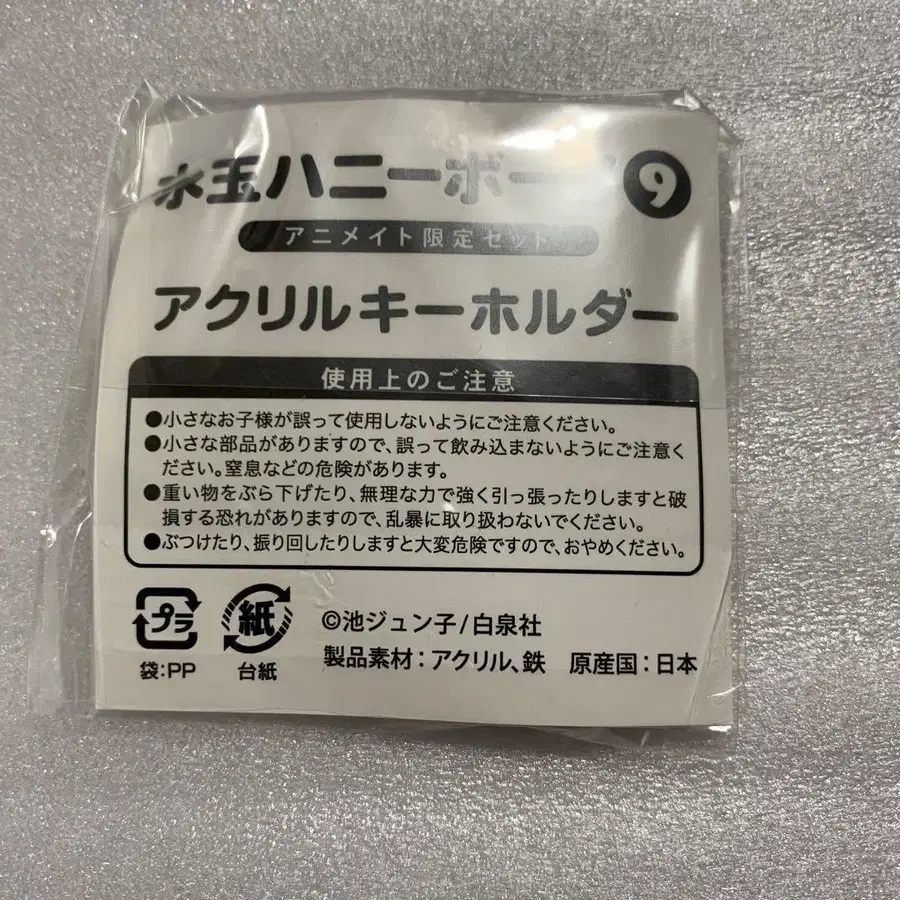 水玉ハニーボーイ 9
アニメイト限定セット
アクリルキーホルダー
使用上のご注意
●小さなお子様が誤って使用しないようにご注意ください。
●小さな部品がありますので、誤って飲み込まないようにご注意く
ださい。窒息などの危険があります。
●重い物をぶら下げたり、無理な力で強く引っ張ったりしますと破
損する恐れがありますので、乱暴に取り扱わないでください。
●ぶつけたり、振り回したりしますと大変危険ですので、おやめください。
プラ
袋:PP
紙
台紙
©池ジュン子/白泉社
製品素材:アクリル、鉄 原産国:日本